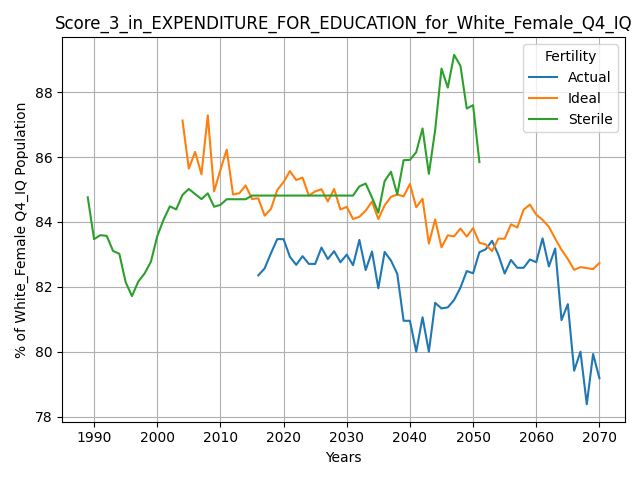 Score_3_in_EXPENDITURE_FOR_EDUCATION_for_White_Female_Q4_IQ
Fertility
Actual
Ideal
Sterile
% of White_Female Q4_IQ Population
88
86
84
82
80
78
1990 2000 2010 2020 2030 2040 2050 2060 2070
Years